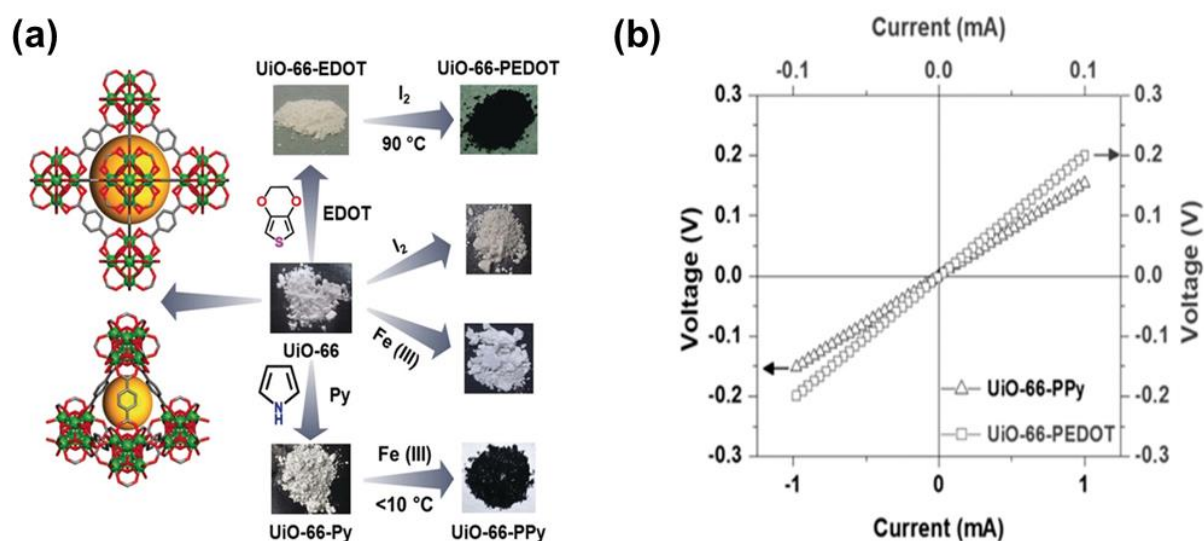 (a)
UiO-66-EDOT
UiO-66-PEDOT
I₂
90 °C
O
O
S
EDOT
I₂
UiO-66
Fe (III)
N
H
Py
Fe (III)
<10 °C
UiO-66-Py
UiO-66-PPy
(b)
Current (mA)
-0.1 0.0 0.1
0.3 0.3
0.2 0.2
0.1 0.1
0.0 0.0
-0.1 -0.1
-0.2 -0.2
-0.3 -0.3
Voltage (V)
Voltage (V)
UiO-66-PPy
UiO-66-PEDOT
-1 0 1
Current (mA)